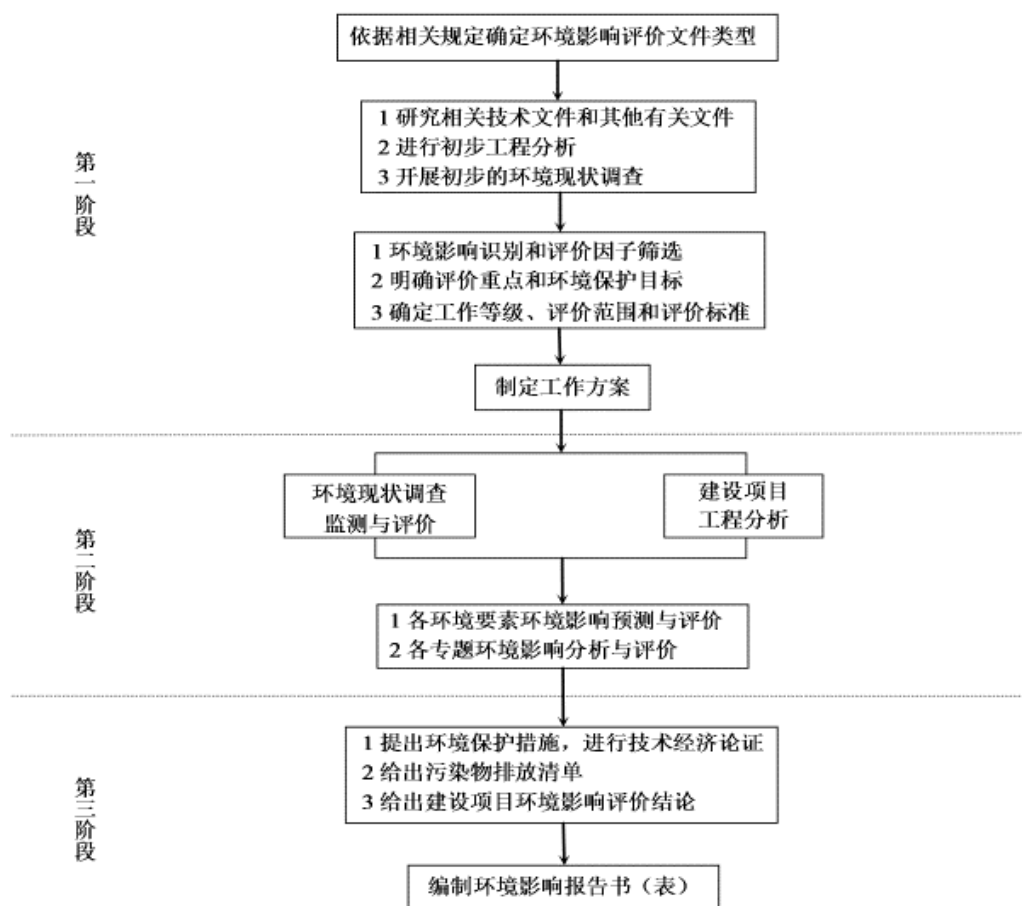 依据相关规定确定环境影响评价文件类型
第一阶段
1 研究相关技术文件和其他有关文件
2 进行初步工程分析
3 开展初步的环境现状调查
1 环境影响识别和评价因子筛选
2 明确评价重点和环境保护目标
3 确定工作等级、评价范围和评价标准
制定工作方案
第二阶段
环境现状调查
监测与评价
建设项目
工程分析
1 各环境要素环境影响预测与评价
2 各专题环境影响分析与评价
第三阶段
1 提出环境保护措施，进行技术经济论证
2 给出污染物排放清单
3 给出建设项目环境影响评价结论
编制环境影响报告书（表）